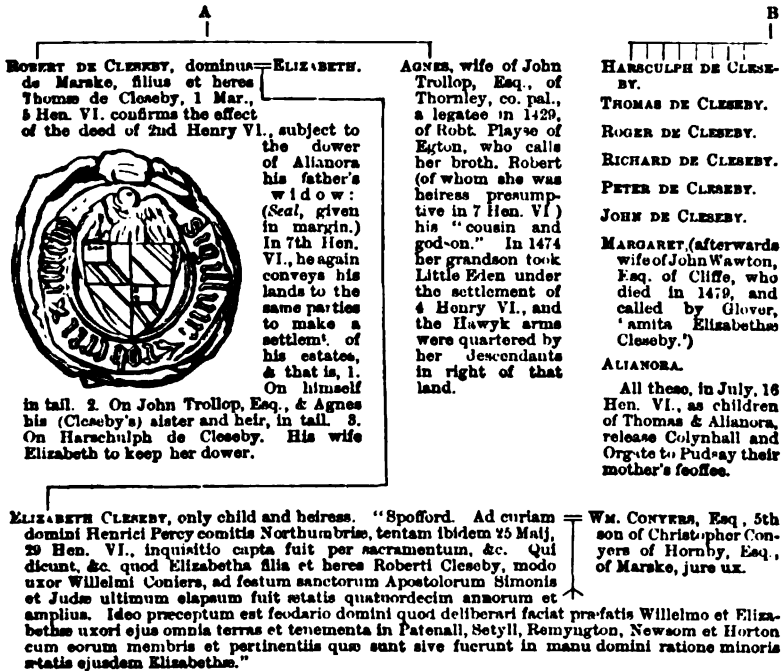 A
B
ROBERT DE CLESEBY, dominus=ELIZABETH.
de Marske, filius et heres
Thomæ de Cleseby, 1 Mar.,
5 Hen. VI. confirms the effect
of the deed of 2nd Henry VI., subject to
the dower
of Alianora
his father's
widow:
(Seal, given
in margin.)
In 7th Hen.
VI., he again
conveys his
lands to the
same parties
to make a
settlemt. of
his estates,
& that is, 1.
On himself
in tail. 2. On John Trollop, Esq., & Agnes
his (Cleseby's) sister and heir, in tail. 3.
On Harschulph de Cleseby. His wife
Elizabeth to keep her dower.
AGNES, wife of John
Trollop, Esq., of
Thornley, co. pal.,
a legatee in 1429,
of Robt. Playse of
Egton, who calls
her broth. Robert
(of whom she was
heiress presump-
tive in 7 Hen. VI)
his "cousin and
godson." In 1474
her grandson took
Little Eden under
the settlement of
4 Henry VI., and
the Hawyk arms
were quartered by
her descendants
in right of that
land.
HARSCULPH DE CLESE-
BY.
THOMAS DE CLESEBY.
ROGER DE CLESEBY.
RICHARD DE CLESEBY.
PETER DE CLESEBY.
JOHN DE CLESEBY.
MARGARET, (afterwards
wife of John Wawton,
Esq. of Cliffe, who
died in 1479, and
called by Glover,
'amita Elizabethæ
Cleseby.')
ALIANORA.
All these, in July, 16
Hen. VI., as children
of Thomas & Alianora,
release Colynhall and
Orgate to Pudsay their
mother's feoffee.
ELIZABETH CLESEBY, only child and heiress. "Spofford. Ad curiam
domini Henrici Percy comitis Northumbriæ, tentam ibidem 25 Maij,
29 Hen. VI., inquisitio capta fuit per sacramentum, &c. Qui
dicunt, &c. quod Elizabetha filia et heres Roberti Cleseby, modo
uxor Willelmi Coniers, ad festum sanctorum Apostolorum Simonis
et Judæ ultimum elapsum fuit ætatis quatuordecim annorum et
amplius. Ideo præceptum est feodario domini quod deliberari faciat præfatis Willelmo et Eliza-
bethæ uxori ejus omnia terras et tenementa in Patenall, Setyll, Remyngton, Newsom et Horton
cum eorum membris et pertinentiis quæ sunt sive fuerunt in manu domini ratione minoris
ætatis ejusdem Elizabethæ."
= WM. CONYERS, Esq, 5th
son of Christopher Con-
yers of Hornby, Esq.,
of Marske, jure ux.